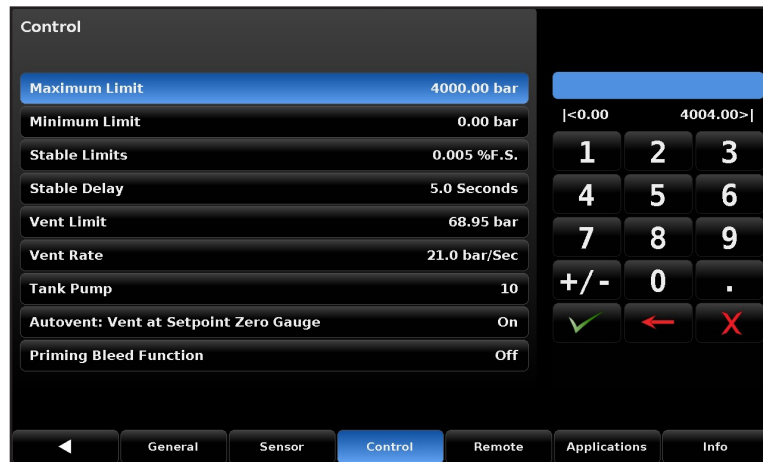 Control
Maximum Limit 4000.00 bar
Minimum Limit 0.00 bar
Stable Limits 0.005 %F.S.
Stable Delay 5.0 Seconds
Vent Limit 68.95 bar
Vent Rate 21.0 bar/Sec
Tank Pump 10
Autovent: Vent at Setpoint Zero Gauge On
Priming Bleed Function Off
|<0.00 4004.00>|
1 2 3
4 5 6
7 8 9
+/- 0 .
General Sensor Control Remote Applications Info